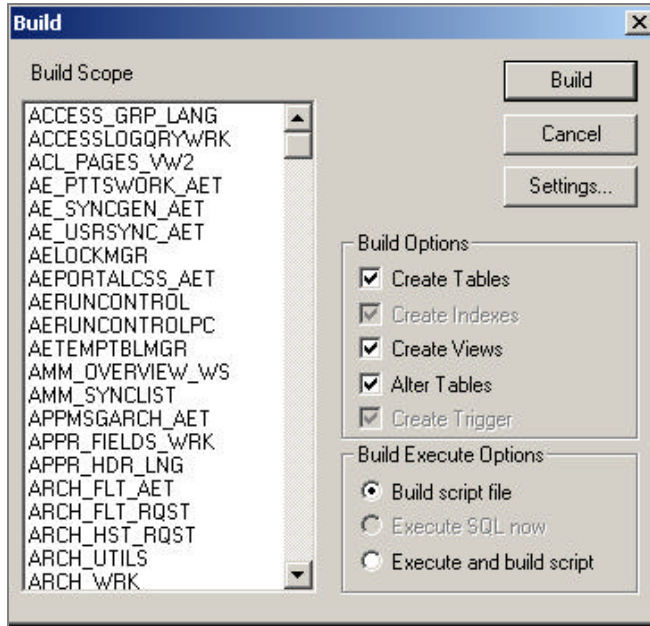 Build
Build Scope
ACCESS_GRP_LANG
ACCESSLOGQRYWRK
ACL_PAGES_VW2
AE_PTTSWORK_AET
AE_SYNCGEN_AET
AE_USRSYNC_AET
AELOCKMGR
AEPORTALCSS_AET
AERUNCONTROL
AERUNCONTROLPC
AETEMPTBLMGR
AMM_OVERVIEW_WS
AMM_SYNCLIST
APPMSGARCH_AET
APPR_FIELDS_WRK
APPR_HDR_LNG
ARCH_FLT_AET
ARCH_FLT_RQST
ARCH_HST_RQST
ARCH_UTILS
ARCH_WRK
Build
Cancel
Settings...
Build Options
Create Tables
Create Indexes
Create Views
Alter Tables
Create Trigger
Build Execute Options
Build script file
Execute SQL now
Execute and build script